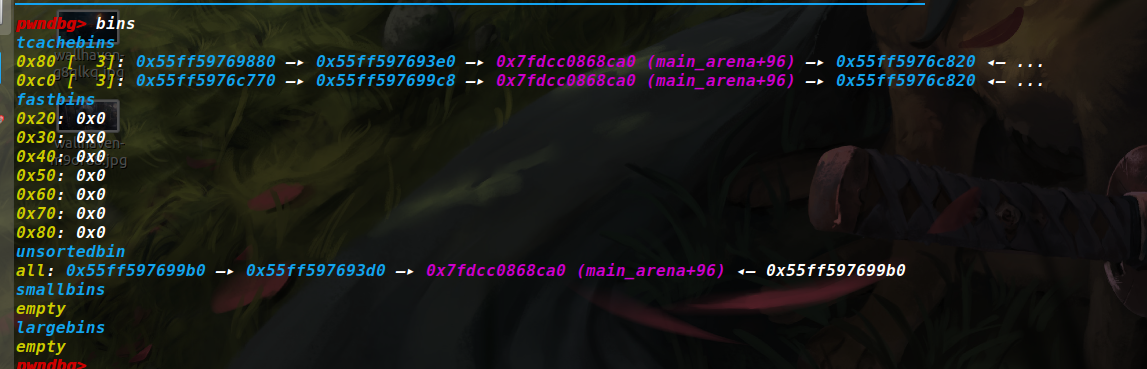 pwndbg> bins
tcachebins
0x80 [  3]: 0x55ff59769880 —▸ 0x55ff597693e0 —▸ 0x7fdcc0868ca0 (main_arena+96) —▸ 0x55ff5976c820 ◂— ...
0xc0 [  3]: 0x55ff5976c770 —▸ 0x55ff597699c8 —▸ 0x7fdcc0868ca0 (main_arena+96) —▸ 0x55ff5976c820 ◂— ...
fastbins
0x20: 0x0
0x30: 0x0
0x40: 0x0
0x50: 0x0
0x60: 0x0
0x70: 0x0
0x80: 0x0
unsortedbin
all: 0x55ff597699b0 —▸ 0x55ff597693d0 —▸ 0x7fdcc0868ca0 (main_arena+96) ◂— 0x55ff597699b0
smallbins
empty
largebins
empty
pwndbg>
wallhaven-
wallhaven-